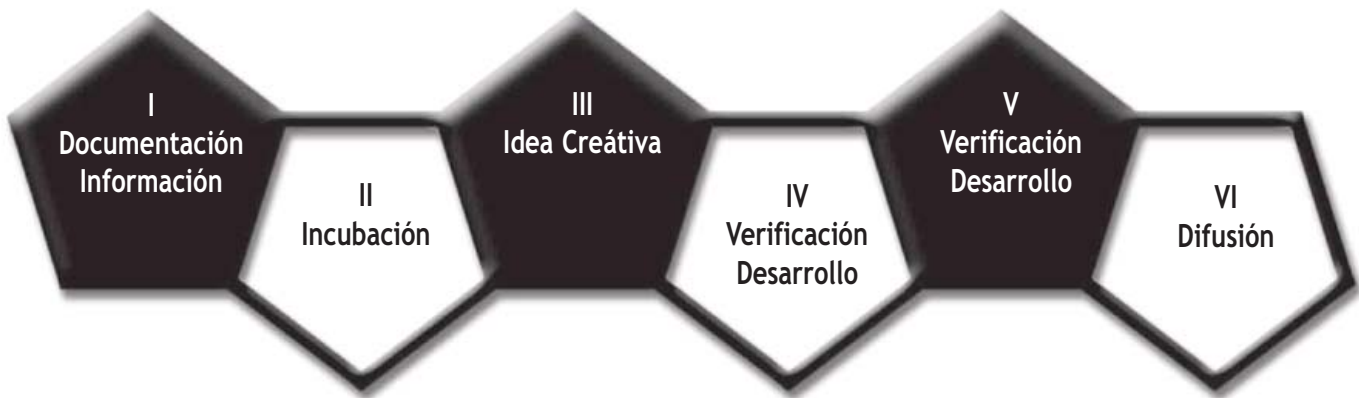 I
Documentación
Información
II
Incubación
III
Idea Creátiva
IV
Verificación
Desarrollo
V
Verificación
Desarrollo
VI
Difusión